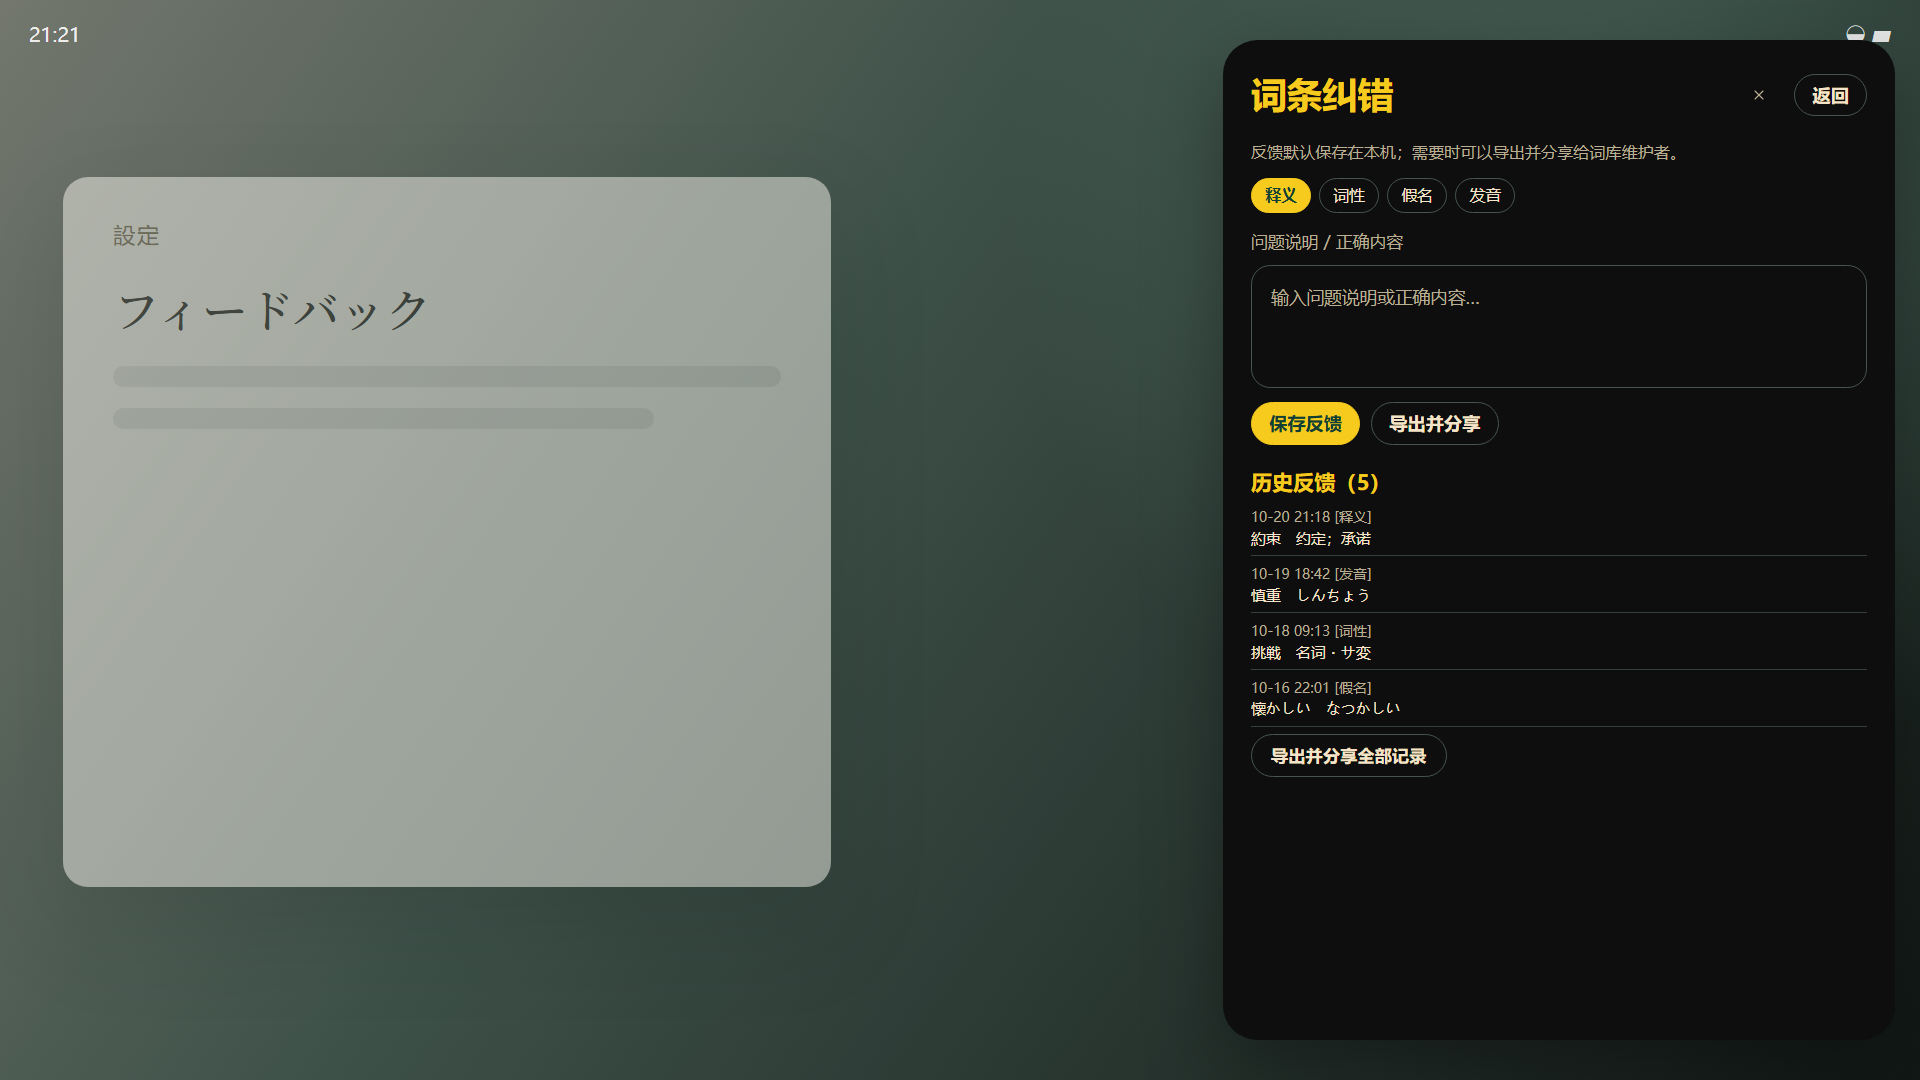 21:21
設定
フィードバック
词条纠错
×
返回
反馈默认保存在本机；需要时可以导出并分享给词库维护者。
释义
词性
假名
发音
问题说明 / 正确内容
输入问题说明或正确内容...
保存反馈
导出并分享
历史反馈（5）
10-20 21:18 [释义]
約束　约定；承诺
10-19 18:42 [发音]
慎重　しんちょう
10-18 09:13 [词性]
挑戦　名词・サ变
10-16 22:01 [假名]
懐かしい　なつかしい
导出并分享全部记录